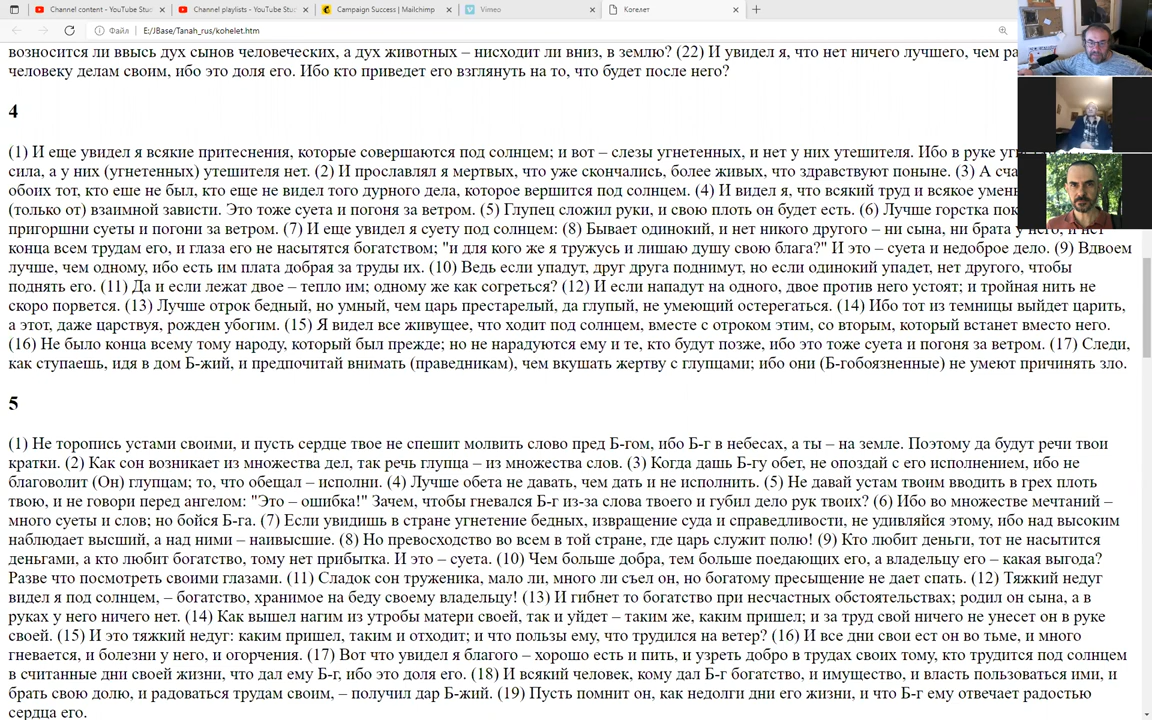 Channel content - YouTube Stu
Channel playlists - YouTube Stu
Campaign Success | Mailchimp
Vimeo
Когелет
Файл
E:/JBase/Tanah_rus/kohelet.htm
возносится ли ввысь дух сынов человеческих, а дух животных – нисходит ли вниз, в землю? (22) И увидел я, что нет ничего лучшего, чем
человеку делам своим, ибо это доля его. Ибо кто приведет его взглянуть на то, что будет после него?
4
(1) И еще увидел я всякие притеснения, которые совершаются под солнцем; и вот – слезы угнетенных, и нет у них утешителя. Ибо в руке
сила, а у них (угнетенных) утешителя нет. (2) И прославлял я мертвых, что уже скончались, более живых, что здравствуют поныне. (3) А
обоих тот, кто еше не был, кто еще не видел того дурного дела, которое вершится под солнцем. (4) И видел я, что всякий труд и всякое
(только от) взаимной зависти. Это тоже суета и погоня за ветром. (5) Глупец сложил руки, и свою плоть он будет есть. (6) Лучше горстка
пригоршни суеты и погони за ветром. (7) И еще увидел я суету под солнцем: (8) Бывает одинокий, и нет никого другого – ни сына, ни брата у него, и нет
конца всем трудам его, и глаза его не насытятся богатством; "и для кого же я тружусь и лишаю душу свою блага?" И это – суета и недоброе дело. (9) Вдвоем
лучше, чем одному, ибо есть им плата добрая за труды их. (10) Ведь если упадут, друг друга поднимут, но если одинокий упадет, нет другого, чтобы
поднять его. (11) Да и если лежат двое – тепло им; одному же как согреться? (12) И если нападут на одного, двое против него устоят; и тройная нить не
скоро порвется. (13) Лучше отрок бедный, но умный, чем царь престарелый, да глупый, не умеющий остерегаться. (14) Ибо тот из темницы выйдет царить,
а этот, даже царствуя, рожден убогим. (15) Я видел все живущее, что ходит под солнцем, вместе с отроком этим, со вторым, который встанет вместо него.
(16) Не было конца всему тому народу, который был прежде; но не нарадуются ему и те, кто будут позже, ибо это тоже суета и погоня за ветром. (17) Следи,
как ступаешь, идя в дом Б-жий, и предпочитай внимать (праведникам), чем вкушать жертву с глупцами; ибо они (Б-гобоязненные) не умеют причинять зло.
5
(1) Не торопись устами своими, и пусть сердце твое не спешит молвить слово пред Б-гом, ибо Б-г в небесах, а ты – на земле. Поэтому да будут речи твои
кратки. (2) Как сон возникает из множества дел, так речь глупца – из множества слов. (3) Когда дашь Б-гу обет, не опоздай с его исполнением, ибо не
благоволит (Он) глупцам; то, что обещал – исполни. (4) Лучше обета не давать, чем дать и не исполнить. (5) Не давай устам твоим вводить в грех плоть
твою, и не говори перед ангелом: "Это – ошибка!" Зачем, чтобы гневался Б-г из-за слова твоего и губил дело рук твоих? (6) Ибо во множестве мечтаний –
много суеты и слов; но бойся Б-га. (7) Если увидишь в стране угнетение бедных, извращение суда и справедливости, не удивляйся этому, ибо над высоким
наблюдает высший, а над ними – наивысшие. (8) Но превосходство во всем в той стране, где царь служит полю! (9) Кто любит деньги, тот не насытится
деньгами, а кто любит богатство, тому нет прибытка. И это – суета. (10) Чем больше добра, тем больше поедающих его, а владельцу его – какая выгода?
Разве что посмотреть своими глазами. (11) Сладок сон труженика, мало ли, много ли съел он, но богатому пресыщение не дает спать. (12) Тяжкий недуг
видел я под солнцем, – богатство, хранимое на беду своему владельцу! (13) И гибнет то богатство при несчастных обстоятельствах; родил он сына, а в
руках у него ничего нет. (14) Как вышел нагим из утробы матери своей, так и уйдет – таким же, каким пришел; и за труд свой ничего не унесет он в руке
своей. (15) И это тяжкий недуг: каким пришел, таким и отходит; и что пользы ему, что трудился на ветер? (16) И все дни свои ест он во тьме, и много
гневается, и болезни у него, и огорчения. (17) Вот что увидел я благого – хорошо есть и пить, и узреть добро в трудах своих тому, кто трудится под солнцем
в считанные дни своей жизни, что дал ему Б-г, ибо это доля его. (18) И всякий человек, кому дал Б-г богатство, и имущество, и власть пользоваться ими, и
брать свою долю, и радоваться трудам своим, – получил дар Б-жий. (19) Пусть помнит он, как недолги дни его жизни, и что Б-г ему отвечает радостью
сердца его.